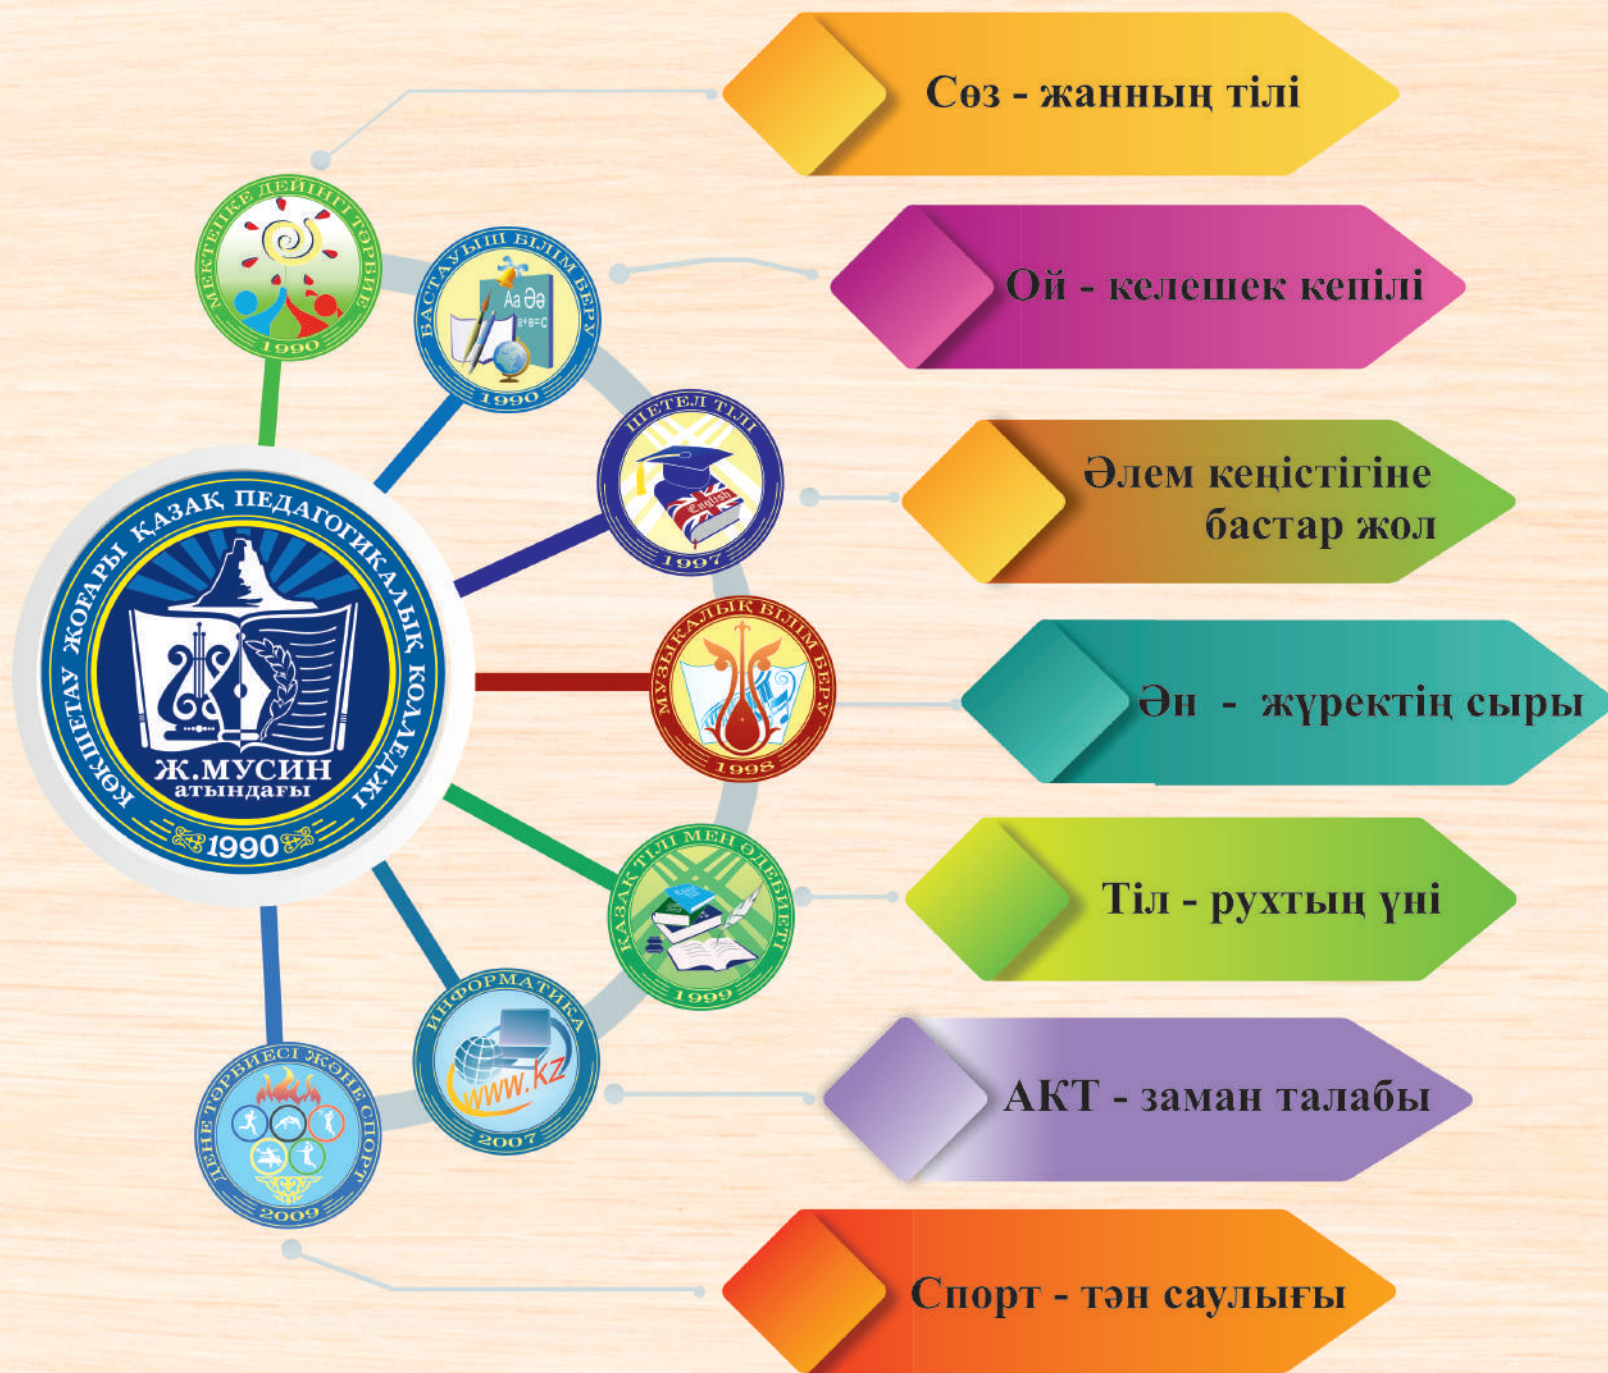 Сөз - жанның тілі
МЕКТЕПКЕ ДЕЙІНГІ ТӘРБИЕ
1990
Ой - келешек кепілі
БАСТАУЫШ БІЛІМ БЕРУ
Aa Әә
а+в=с
1990
Әлем кеңістігіне
бастар жол
ШЕТЕЛ ТІЛІ
English
1997
КӨКШЕТАУ ЖОҒАРЫ ҚАЗАҚ ПЕДАГОГИКАЛЫҚ КОЛЛЕДЖІ
Ж.МУСИН
атындағы
1990
МУЗЫКАЛЫҚ БІЛІМ БЕРУ
1998
Ән - жүректің сыры
ҚАЗАҚ ТІЛІ МЕН ӘДЕБИЕТІ
1999
Тіл - рухтың үні
ИНФОРМАТИКА
www.kz
2007
АКТ - заман талабы
ДЕНЕ ТӘРБИЕСІ ЖӘНЕ СПОРТ
2009
Спорт - тән саулығы